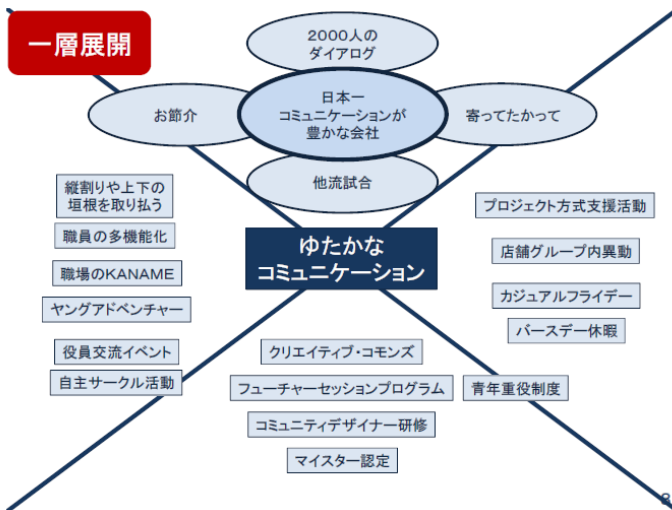 一層展開
2000人の
ダイアログ
お節介
日本一
コミュニケーションが
豊かな会社
寄ってたかって
他流試合
縦割りや上下の
垣根を取り払う
職員の多機能化
職場のKANAME
ヤングアドベンチャー
役員交流イベント
自主サークル活動
ゆたかな
コミュニケーション
プロジェクト方式支援活動
店舗グループ内異動
カジュアルフライデー
バースデー休暇
クリエイティブ・コモンズ
フューチャーセッションプログラム
青年重役制度
コミュニティデザイナー研修
マイスター認定
8